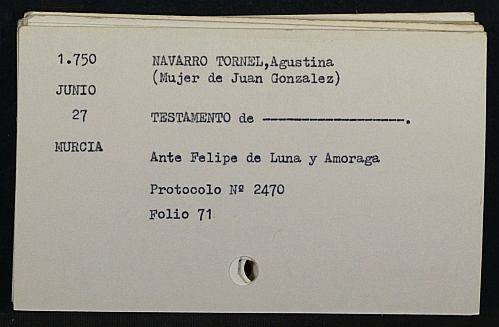 1.750 NAVARRO TORNEL,Agustina
(Mujer de Juan Gonzalez)
JUNIO
27 TESTAMENTO de ------------------.
MURCIA
Ante Felipe de Luna y Amoraga
Protocolo Nº 2470
Folio 71